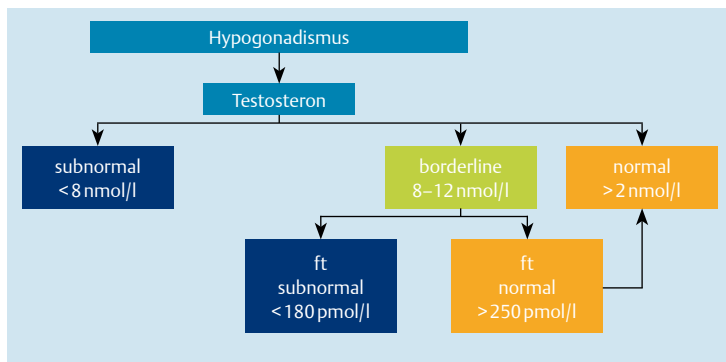 Hypogonadismus
Testosteron
subnormal
<8 nmol/l
borderline
8–12 nmol/l
normal
>2 nmol/l
ft
subnormal
<180 pmol/l
ft
normal
>250 pmol/l